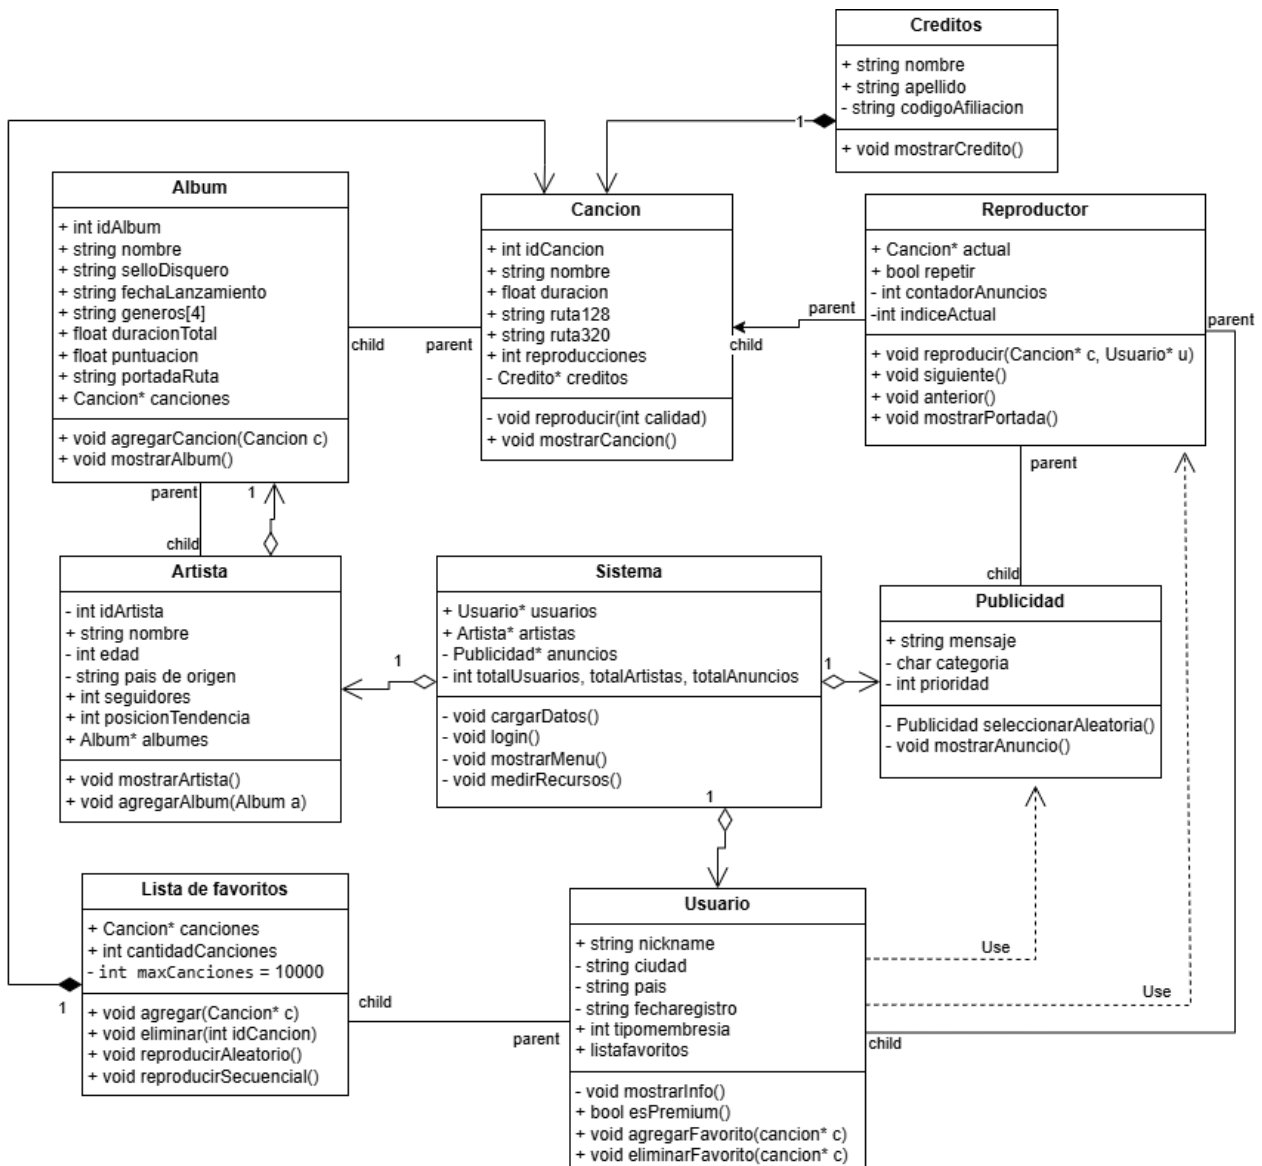 Creditos
+ string nombre
+ string apellido
- string codigoAfiliacion
+ void mostrarCredito()
1
Album
+ int idAlbum
+ string nombre
+ string selloDisquero
+ string fechaLanzamiento
+ string generos[4]
+ float duracionTotal
+ float puntuacion
+ string portadaRuta
+ Cancion* canciones
+ void agregarCancion(Cancion c)
+ void mostrarAlbum()
child
parent
Cancion
+ int idCancion
+ string nombre
+ float duracion
+ string ruta128
+ string ruta320
+ int reproducciones
- Credito* creditos
- void reproducir(int calidad)
+ void mostrarCancion()
parent
child
Reproductor
+ Cancion* actual
+ bool repetir
- int contadorAnuncios
-int indiceActual
+ void reproducir(Cancion* c, Usuario* u)
+ void siguiente()
+ void anterior()
+ void mostrarPortada()
parent
parent
child
parent
1
child
Artista
- int idArtista
+ string nombre
- int edad
- string pais de origen
+ int seguidores
+ int posicionTendencia
+ Album* albumes
+ void mostrarArtista()
+ void agregarAlbum(Album a)
1
Sistema
+ Usuario* usuarios
+ Artista* artistas
- Publicidad* anuncios
- int totalUsuarios, totalArtistas, totalAnuncios
- void cargarDatos()
- void login()
- void mostrarMenu()
- void medirRecursos()
1
1
Publicidad
+ string mensaje
- char categoria
- int prioridad
- Publicidad seleccionarAleatoria()
- void mostrarAnuncio()
Lista de favoritos
+ Cancion* canciones
+ int cantidadCanciones
- int maxCanciones = 10000
+ void agregar(Cancion* c)
+ void eliminar(int idCancion)
+ void reproducirAleatorio()
+ void reproducirSecuencial()
1
child
parent
Usuario
+ string nickname
- string ciudad
- string pais
- string fecharegistro
+ int tipomembresia
+ listafavoritos
- void mostrarInfo()
+ bool esPremium()
+ void agregarFavorito(cancion* c)
+ void eliminarFavorito(cancion* c)
Use
Use
child